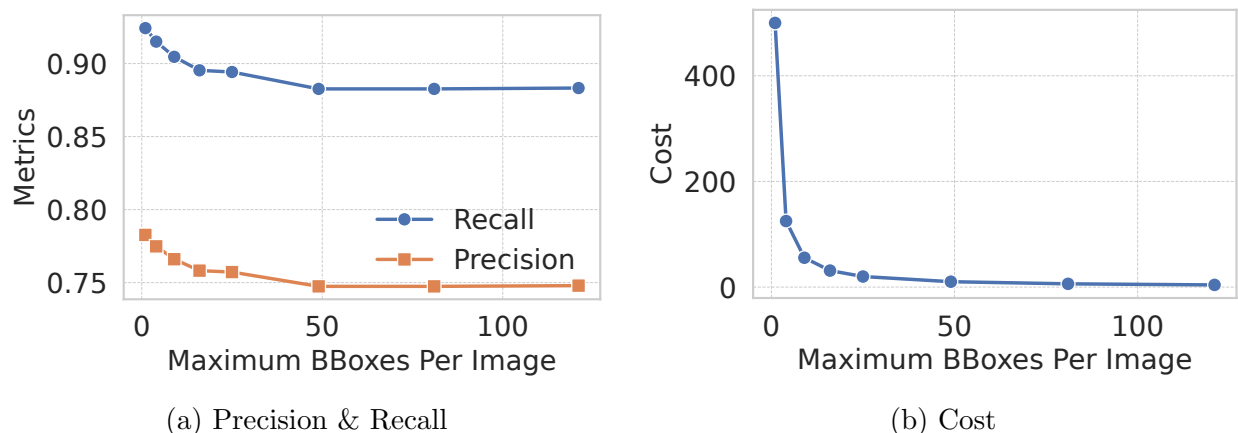 Metrics
0.90
0.85
0.80
0.75
Recall
Precision
0 50 100
Maximum BBoxes Per Image
(a) Precision & Recall
Cost
400
200
0
0 50 100
Maximum BBoxes Per Image
(b) Cost